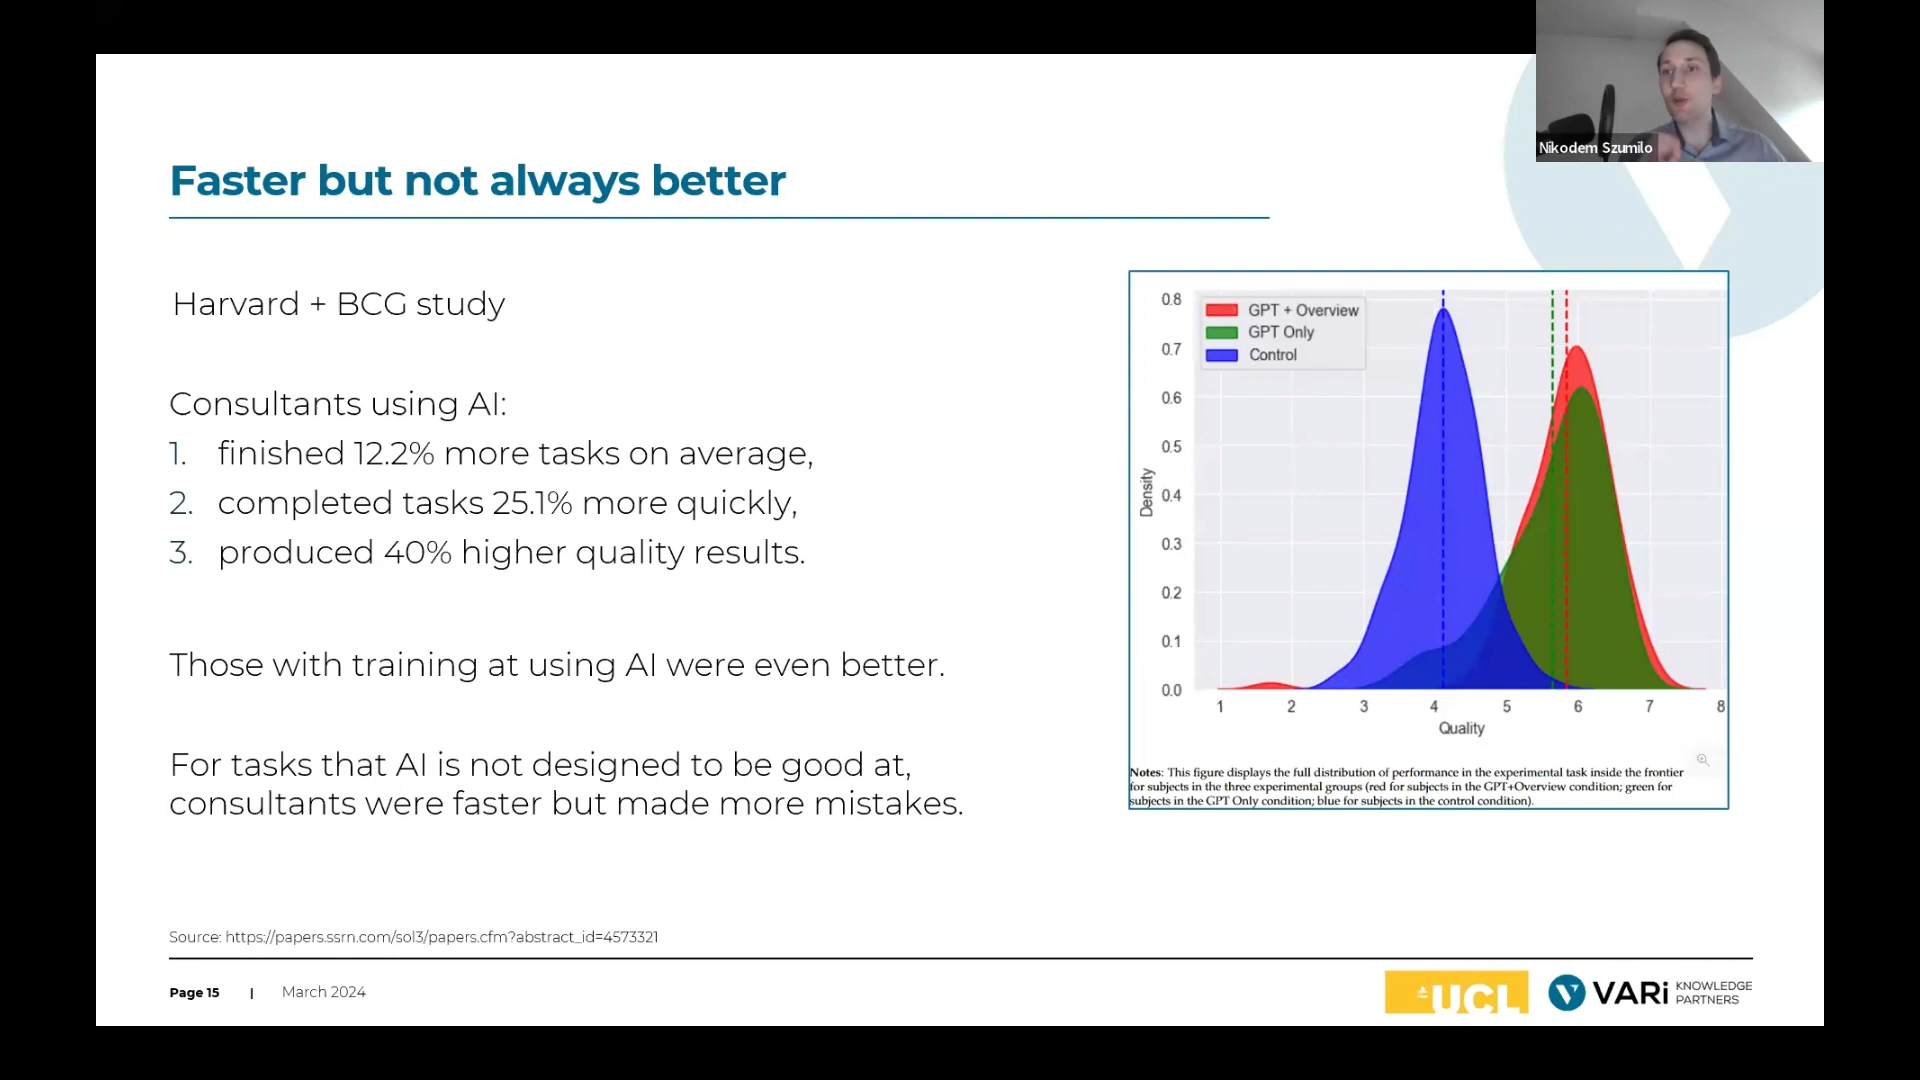 Nikodem Szumilo
Faster but not always better
Harvard + BCG study
Consultants using AI:
1. finished 12.2% more tasks on average,
2. completed tasks 25.1% more quickly,
3. produced 40% higher quality results.
Those with training at using AI were even better.
For tasks that AI is not designed to be good at,
consultants were faster but made more mistakes.
GPT + Overview
GPT Only
Control
0.8
0.7
0.6
0.5
0.4
0.3
0.2
0.1
0.0
Density
1 2 3 4 5 6 7 8
Quality
Notes: This figure displays the full distribution of performance in the experimental task inside the frontier
for subjects in the three experimental groups (red for subjects in the GPT+Overview condition; green for
subjects in the GPT Only condition; blue for subjects in the control condition).
Source: https://papers.ssrn.com/sol3/papers.cfm?abstract_id=4573321
Page 15 | March 2024
UCL
VARi KNOWLEDGE
PARTNERS